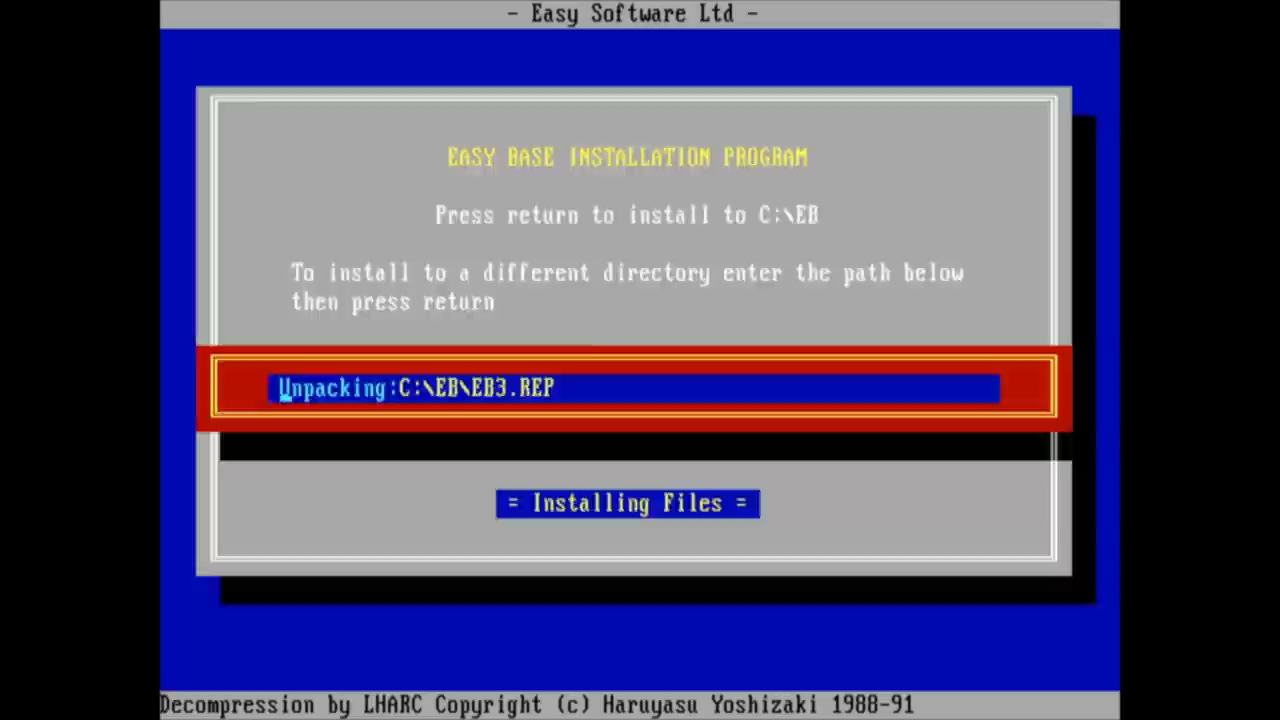 - Easy Software Ltd -
EASY BASE INSTALLATION PROGRAM
Press return to install to C:\EB
To install to a different directory enter the path below
then press return
Unpacking:C:\EB\EB3.REP
= Installing Files =
Decompression by LHARC Copyright (c) Haruyasu Yoshizaki 1988-91